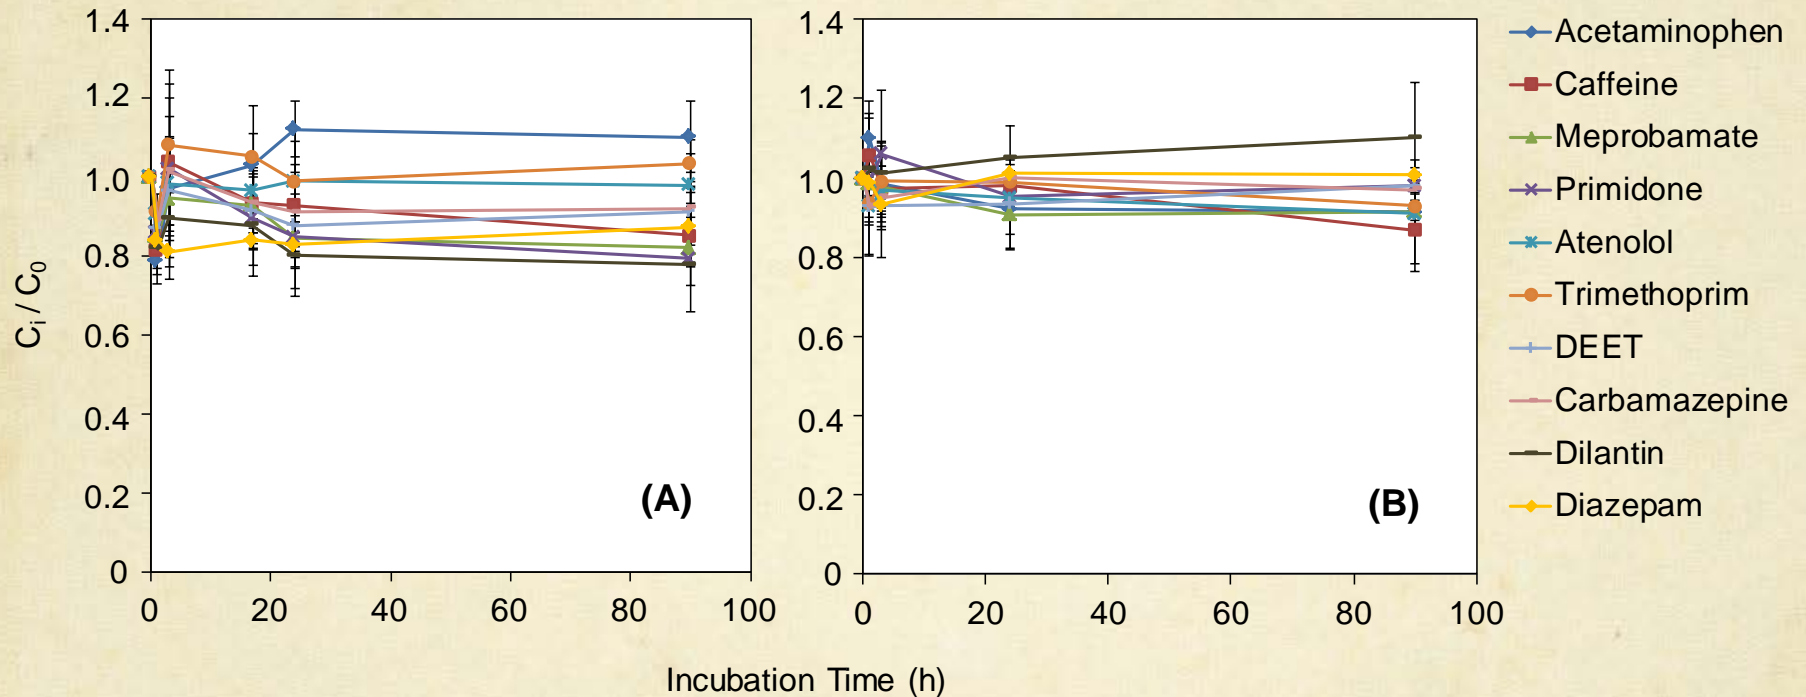 1.4
1.2
1.0
0.8
0.6
0.4
0.2
0
0 20 40 60 80 100
C_i / C_0
(A)
1.4
1.2
1.0
0.8
0.6
0.4
0.2
0
0 20 40 60 80 100
(B)
Incubation Time (h)
Acetaminophen
Caffeine
Meprobamate
Primidone
Atenolol
Trimethoprim
DEET
Carbamazepine
Dilantin
Diazepam